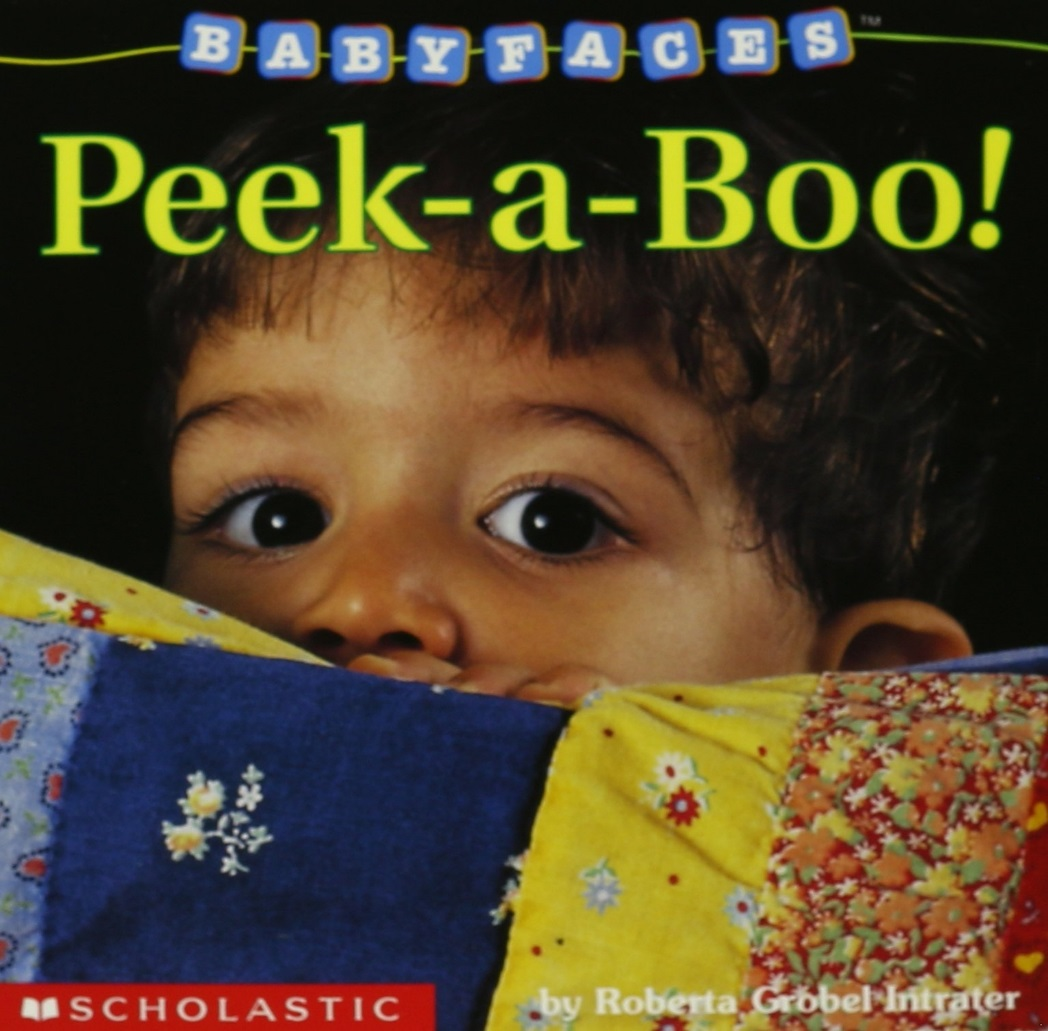 BABYFACES™
Peek-a-Boo!
SCHOLASTIC
by Roberta Grobel Intrater